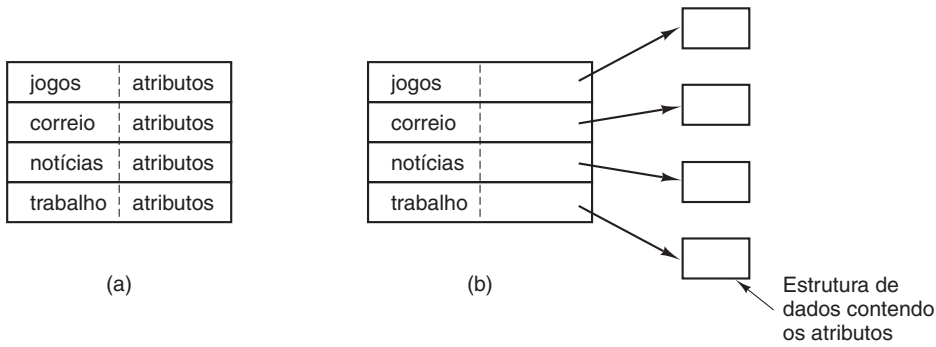 jogos atributos
correio atributos
notícias atributos
trabalho atributos
(a)
jogos
correio
notícias
trabalho
(b)
Estrutura de
dados contendo
os atributos